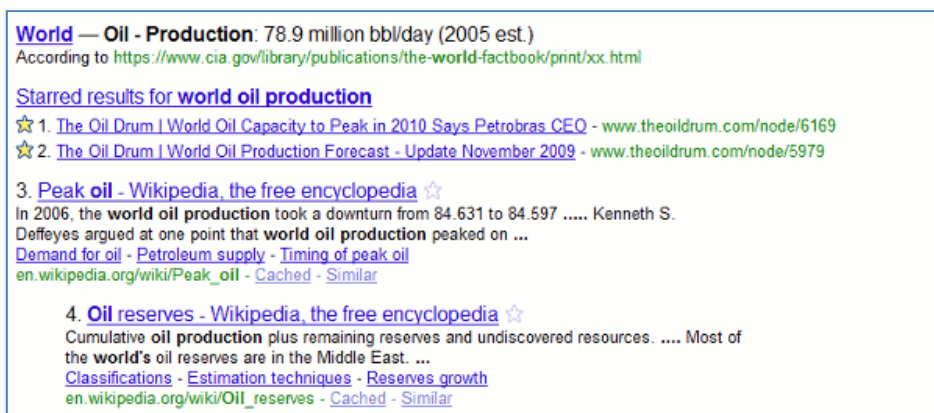 World — Oil - Production: 78.9 million bbl/day (2005 est.)
According to https://www.cia.gov/library/publications/the-world-factbook/print/xx.html
Starred results for world oil production
1. The Oil Drum | World Oil Capacity to Peak in 2010 Says Petrobras CEO - www.theoildrum.com/node/6169
2. The Oil Drum | World Oil Production Forecast - Update November 2009 - www.theoildrum.com/node/5979
3. Peak oil - Wikipedia, the free encyclopedia
In 2006, the world oil production took a downturn from 84.631 to 84.597 ..... Kenneth S.
Deffeyes argued at one point that world oil production peaked on ...
Demand for oil - Petroleum supply - Timing of peak oil
en.wikipedia.org/wiki/Peak_oil - Cached - Similar
4. Oil reserves - Wikipedia, the free encyclopedia
Cumulative oil production plus remaining reserves and undiscovered resources. .... Most of
the world's oil reserves are in the Middle East. ...
Classifications - Estimation techniques - Reserves growth
en.wikipedia.org/wiki/Oil_reserves - Cached - Similar